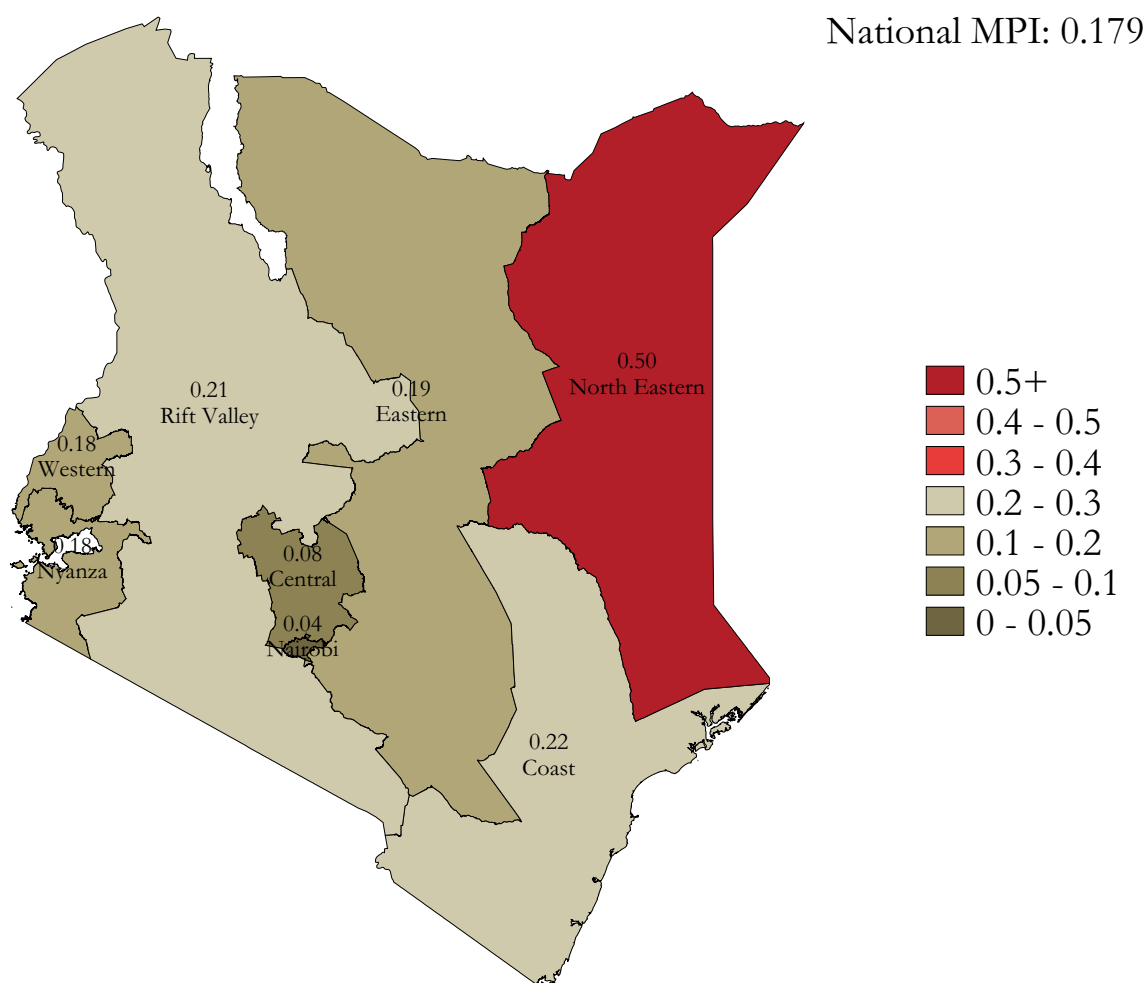 National MPI: 0.179
0.50
North Eastern
0.21
Rift Valley
0.19
Eastern
0.18
Western
0.18
Nyanza
0.08
Central
0.04
Nairobi
0.22
Coast
0.5+
0.4 - 0.5
0.3 - 0.4
0.2 - 0.3
0.1 - 0.2
0.05 - 0.1
0 - 0.05